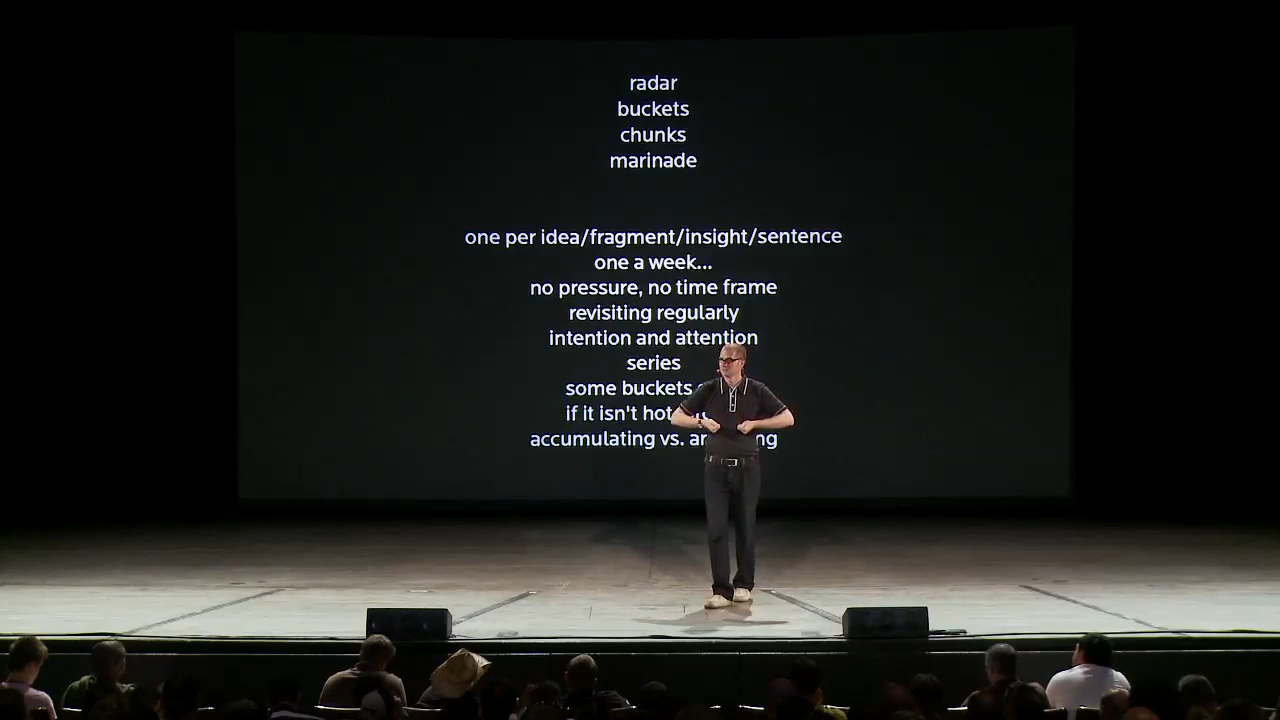 radar
buckets
chunks
marinade
one per idea/fragment/insight/sentence
one a week...
no pressure, no time frame
revisiting regularly
intention and attention
series
some buckets
if it isn't hot
accumulating vs.